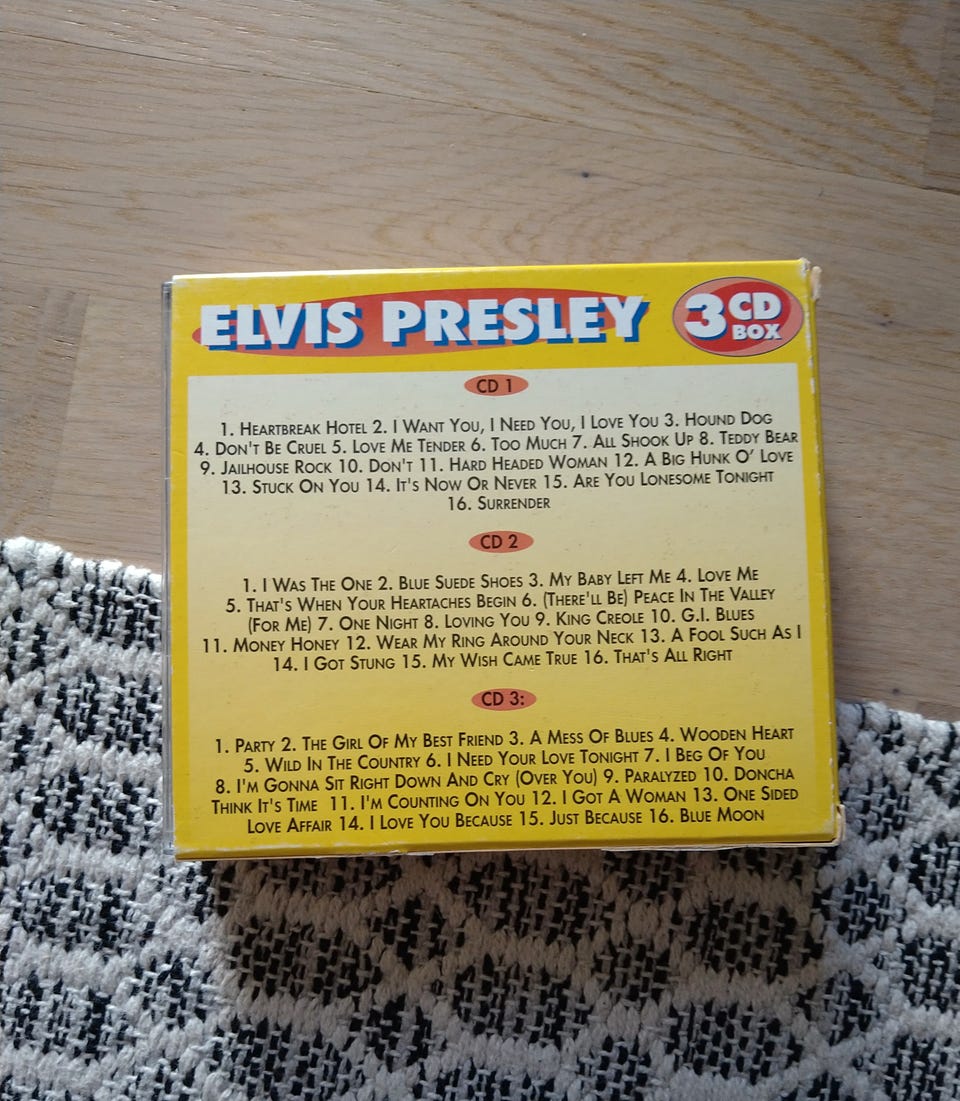 ELVIS PRESLEY
3 CD BOX
CD 1
1. HEARTBREAK HOTEL 2. I WANT YOU, I NEED YOU, I LOVE YOU 3. HOUND DOG
4. DON'T BE CRUEL 5. LOVE ME TENDER 6. TOO MUCH 7. ALL SHOOK UP 8. TEDDY BEAR
9. JAILHOUSE ROCK 10. DON'T 11. HARD HEADED WOMAN 12. A BIG HUNK O' LOVE
13. STUCK ON YOU 14. IT'S NOW OR NEVER 15. ARE YOU LONESOME TONIGHT
16. SURRENDER
CD 2
1. I WAS THE ONE 2. BLUE SUEDE SHOES 3. MY BABY LEFT ME 4. LOVE ME
5. THAT'S WHEN YOUR HEARTACHES BEGIN 6. (THERE'LL BE) PEACE IN THE VALLEY
(FOR ME) 7. ONE NIGHT 8. LOVING YOU 9. KING CREOLE 10. G.I. BLUES
11. MONEY HONEY 12. WEAR MY RING AROUND YOUR NECK 13. A FOOL SUCH AS I
14. I GOT STUNG 15. MY WISH CAME TRUE 16. THAT'S ALL RIGHT
CD 3:
1. PARTY 2. THE GIRL OF MY BEST FRIEND 3. A MESS OF BLUES 4. WOODEN HEART
5. WILD IN THE COUNTRY 6. I NEED YOUR LOVE TONIGHT 7. I BEG OF YOU
8. I'M GONNA SIT RIGHT DOWN AND CRY (OVER YOU) 9. PARALYZED 10. DONCHA
THINK IT'S TIME 11. I'M COUNTING ON YOU 12. I GOT A WOMAN 13. ONE SIDED
LOVE AFFAIR 14. I LOVE YOU BECAUSE 15. JUST BECAUSE 16. BLUE MOON